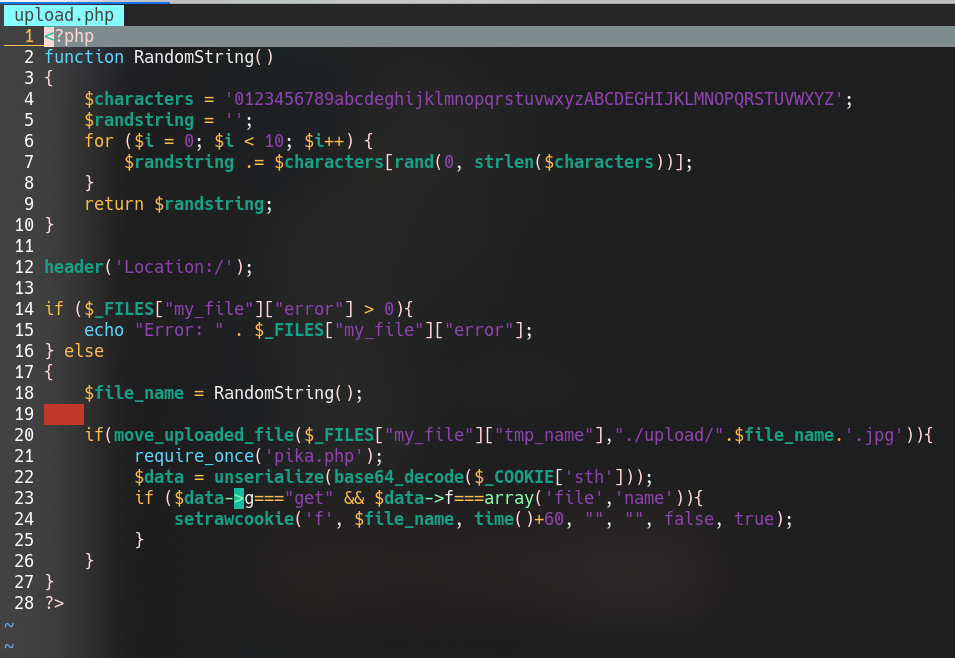 upload.php
1 <?php
2 function RandomString()
3 {
4     $characters = '0123456789abcdeghijklmnopqrstuvwxyzABCDEGHIJKLMNOPQRSTUVWXYZ';
5     $randstring = '';
6     for ($i = 0; $i < 10; $i++) {
7         $randstring .= $characters[rand(0, strlen($characters))];
8     }
9     return $randstring;
10 }
11
12 header('Location:/');
13
14 if ($_FILES["my_file"]["error"] > 0){
15     echo "Error: " . $_FILES["my_file"]["error"];
16 } else
17 {
18     $file_name = RandomString();
19
20     if(move_uploaded_file($_FILES["my_file"]["tmp_name"],"./upload/".$file_name.'.jpg')){
21          require_once('pika.php');
22          $data = unserialize(base64_decode($_COOKIE['sth']));
23          if ($data->g==="get" && $data->f===array('file','name')){
24              setrawcookie('f', $file_name, time()+60, "", "", false, true);
25          }
26     }
27 }
28 ?>
~
~